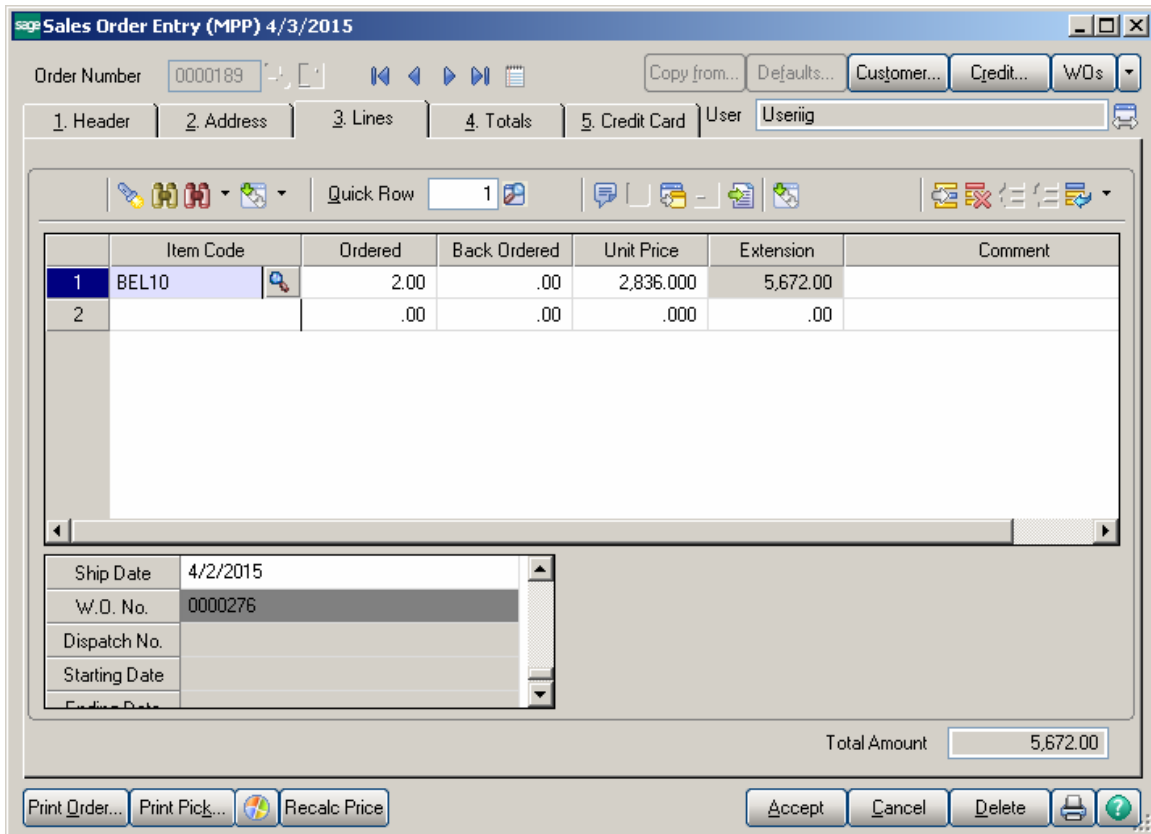 sage Sales Order Entry (MPP) 4/3/2015
Order Number 0000189 Copy from... Defaults... Customer... Credit... WOs
1. Header 2. Address 3. Lines 4. Totals 5. Credit Card User Useriig
Quick Row 1
Item Code Ordered Back Ordered Unit Price Extension Comment
1 BEL10 2.00 .00 2,836.000 5,672.00
2 .00 .00 .000 .00
Ship Date 4/2/2015
W.O. No. 0000276
Dispatch No.
Starting Date
Ending Date
Total Amount 5,672.00
Print Order... Print Pick... Recalc Price Accept Cancel Delete